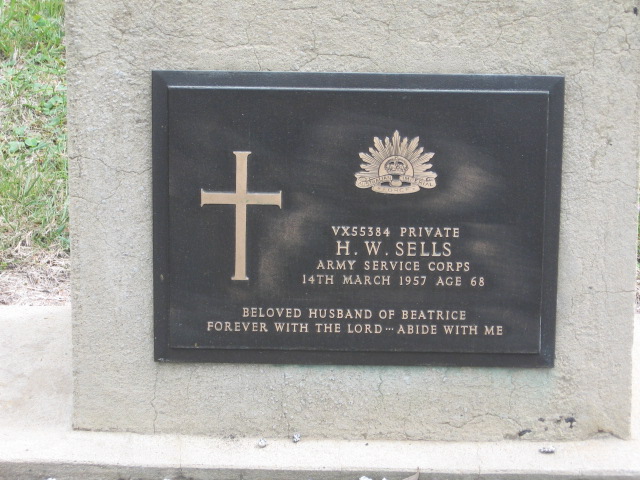 VX55384 PRIVATE
H. W. SELLS
ARMY SERVICE CORPS
14TH MARCH 1957 AGE 68
BELOVED HUSBAND OF BEATRICE
FOREVER WITH THE LORD ··· ABIDE WITH ME